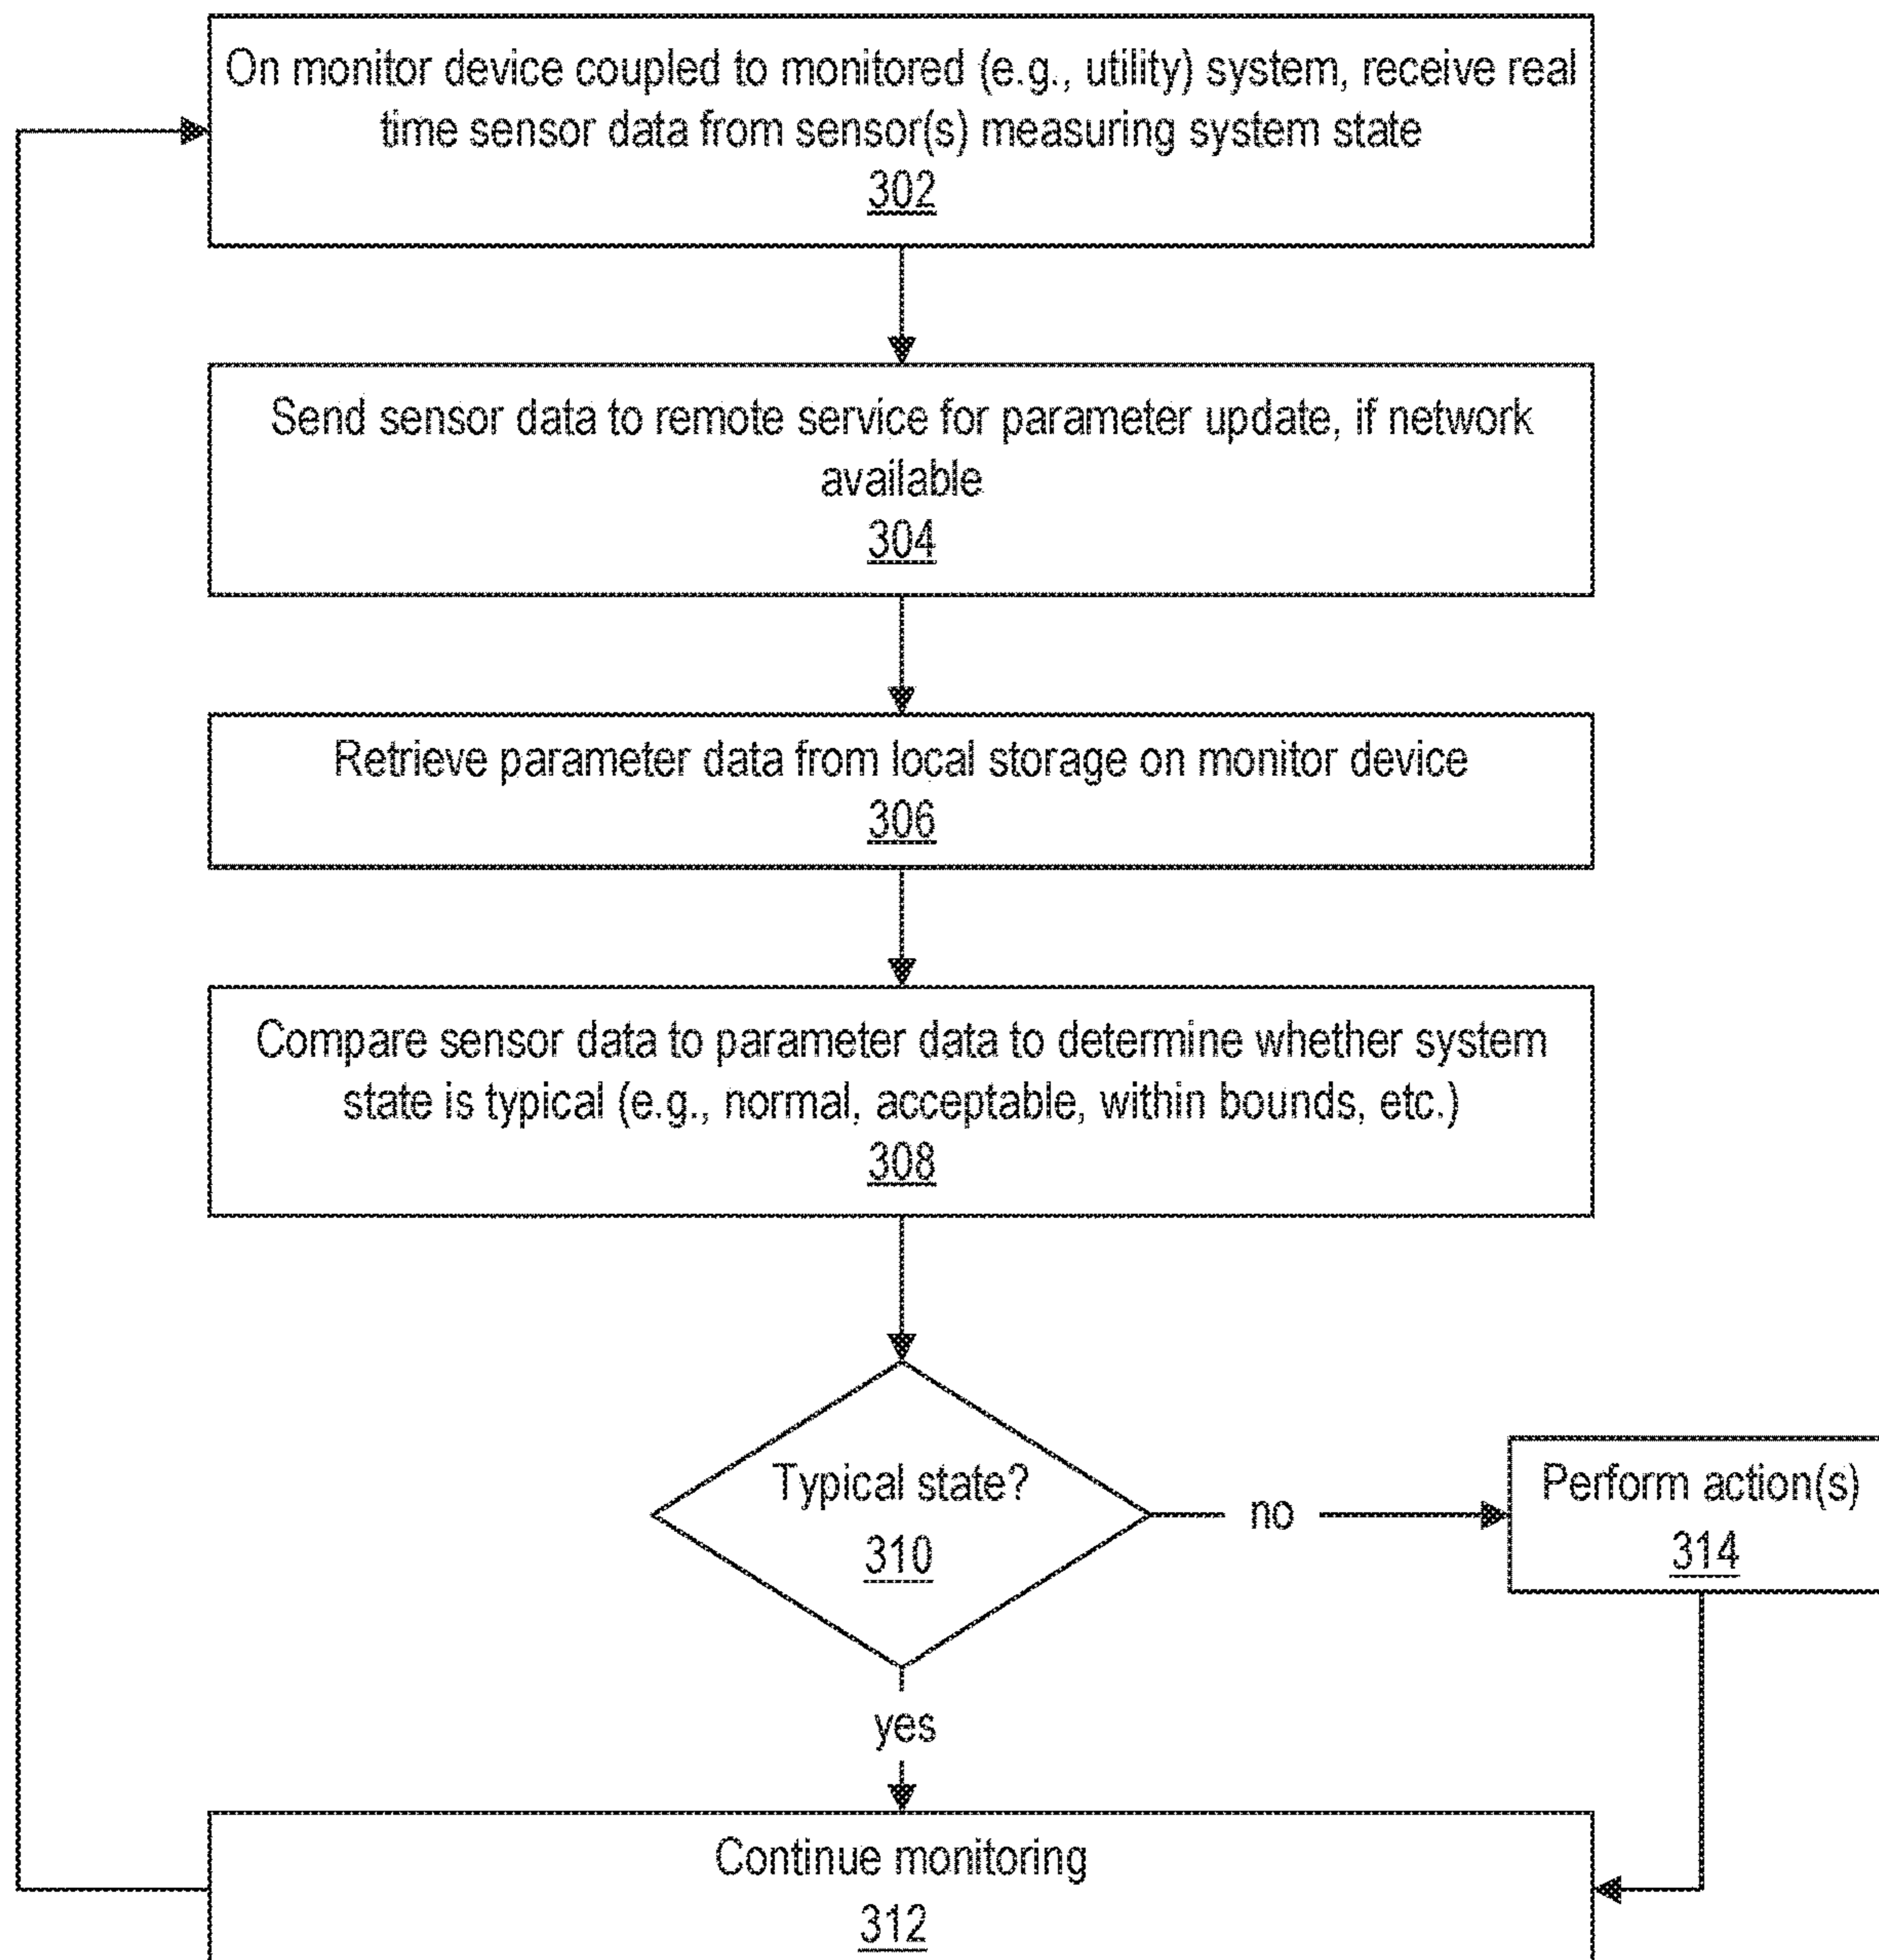 On monitor device coupled to monitored (e.g., utility) system, receive real
time sensor data from sensor(s) measuring system state
302
Send sensor data to remote service for parameter update, if network
available
304
Retrieve parameter data from local storage on monitor device
306
Compare sensor data to parameter data to determine whether system
state is typical (e.g., normal, acceptable, within bounds, etc.)
308
Typical state?
310
no
Perform action(s)
314
yes
Continue monitoring
312